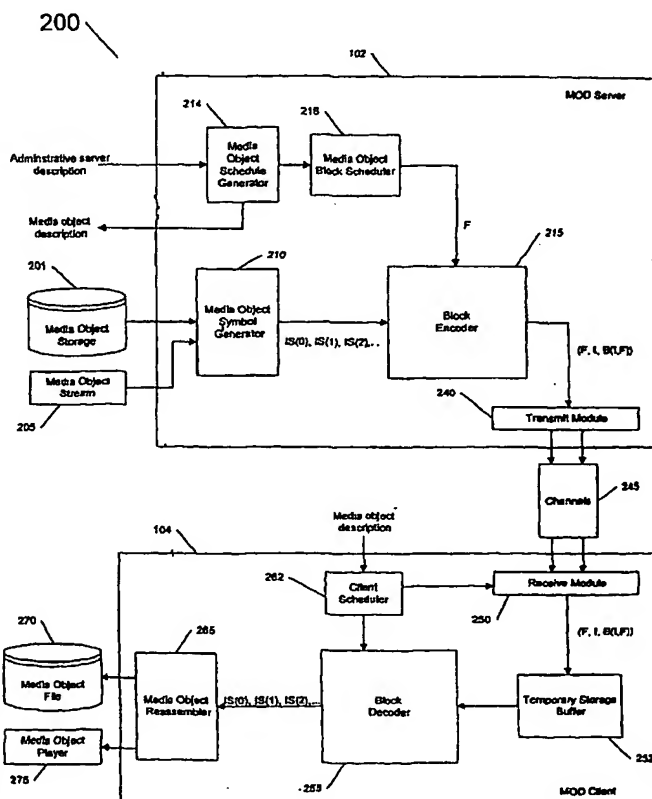 200
102
MOD Server
214
216
Media
Object
Schedule
Generator
Media Object
Block Scheduler
Adminstrative server
description
Media object
description
F
201
210
215
Media Object
Storage
Media Object
Symbol
Generator
IS(0), IS(1), IS(2),..
Block
Encoder
Media Object
Stream
205
(F, I, B(I,F))
240
Transmit Module
Channels
245
Media object
description
104
262
Client
Scheduler
Receive Module
250
270
265
(F, I, B(I,F))
Media Object
File
Media Object
Reassembler
IS(0), IS(1), IS(2),...
Block
Decoder
Temporary Storage
Buffer
Media Object
Player
275
255
252
MOD Client